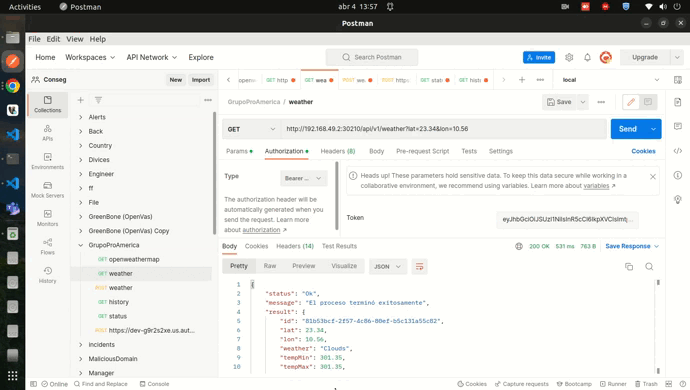 Activities Postman abr 4 13:57
Postman
File Edit View Help
Home Workspaces API Network Explore Search Postman Invite Upgrade
Conseg New Import
GET http GET wea POST we POST https GET stat GET hist local
GrupoProAmerica / weather Save
Collections
APIs
Environments
Mock Servers
Monitors
Flows
History
Alerts
Back
Country
Divices
Engineer
ff
File
GreenBone (OpenVas)
GreenBone (OpenVas) Copy
GrupoProAmerica
GET openweathermap
GET weather
POST weather
GET history
GET status
POST https://dev-g9r2s2xe.us.aut...
incidents
MaliciousDomain
Manager
GET http://192.168.49.2:30210/api/v1/weather?lat=23.34&lon=10.56 Send
Params Authorization Headers (8) Body Pre-request Script Tests Settings Cookies
Type Bearer ...
The authorization header will be
automatically generated when you
send the request. Learn more
about authorization
Heads up! These parameters hold sensitive data. To keep this data secure while working in a
collaborative environment, we recommend using variables. Learn more about variables
Token
Body Cookies Headers (14) Test Results 200 OK 531 ms 763 B Save Response
Pretty Raw Preview Visualize JSON
1 {
2 "status": "Ok",
3 "message": "El proceso terminó exitosamente",
4 "result": {
5 "id": "81b53bcf-2f57-4c86-80ef-b5c131a55c82",
6 "lat": 23.34,
7 "lon": 10.56,
8 "weather": "Clouds",
9 "tempMin": 301.35,
10 "tempMax": 301.35,
Online Find and Replace Console Cookies Capture requests Bootcamp Runner Trash